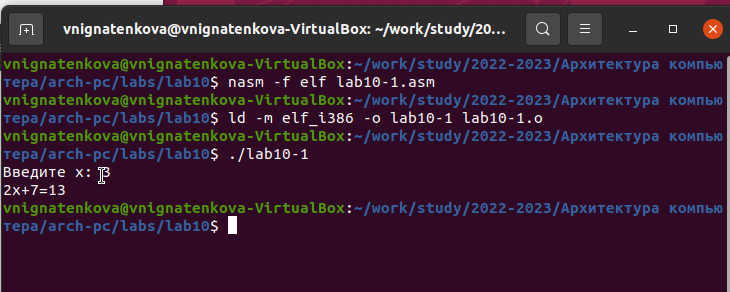 vnignatenkova@vnignatenkova-VirtualBox: ~/work/study/20...
vnignatenkova@vnignatenkova-VirtualBox:~/work/study/2022-2023/Архитектура компью
тера/arch-pc/labs/lab10$ nasm -f elf lab10-1.asm
vnignatenkova@vnignatenkova-VirtualBox:~/work/study/2022-2023/Архитектура компью
тера/arch-pc/labs/lab10$ ld -m elf_i386 -o lab10-1 lab10-1.o
vnignatenkova@vnignatenkova-VirtualBox:~/work/study/2022-2023/Архитектура компью
тера/arch-pc/labs/lab10$ ./lab10-1
Введите x: 3
2x+7=13
vnignatenkova@vnignatenkova-VirtualBox:~/work/study/2022-2023/Архитектура компью
тера/arch-pc/labs/lab10$